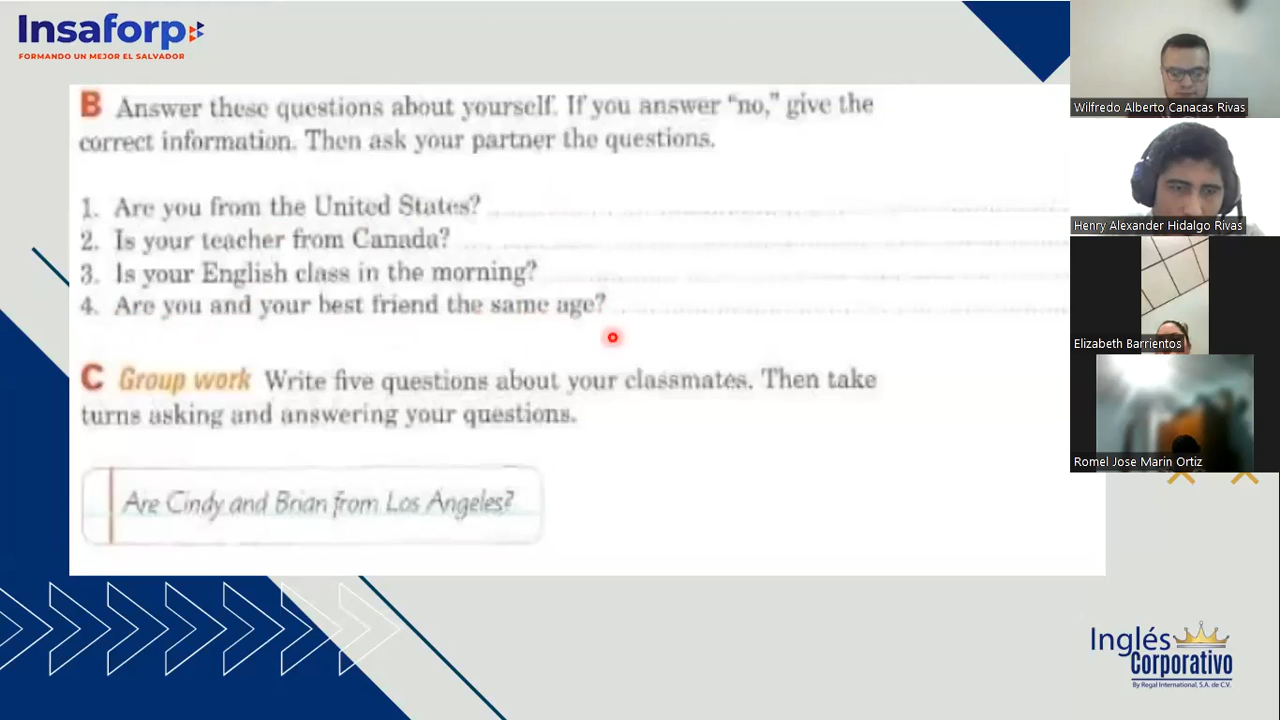 Insaforp
FORMANDO UN MEJOR EL SALVADOR
B Answer these questions about yourself. If you answer "no," give the
correct information. Then ask your partner the questions.
1. Are you from the United States?
2. Is your teacher from Canada?
3. Is your English class in the morning?
4. Are you and your best friend the same age?
C Group work Write five questions about your classmates. Then take
turns asking and answering your questions.
Are Cindy and Brian from Los Angeles?
Wilfredo Alberto Canacas Rivas
Henry Alexander Hidalgo Rivas
Elizabeth Barrientos
Romel Jose Marin Ortiz
Inglés
Corporativo
By Regal International, S.A. de C.V.